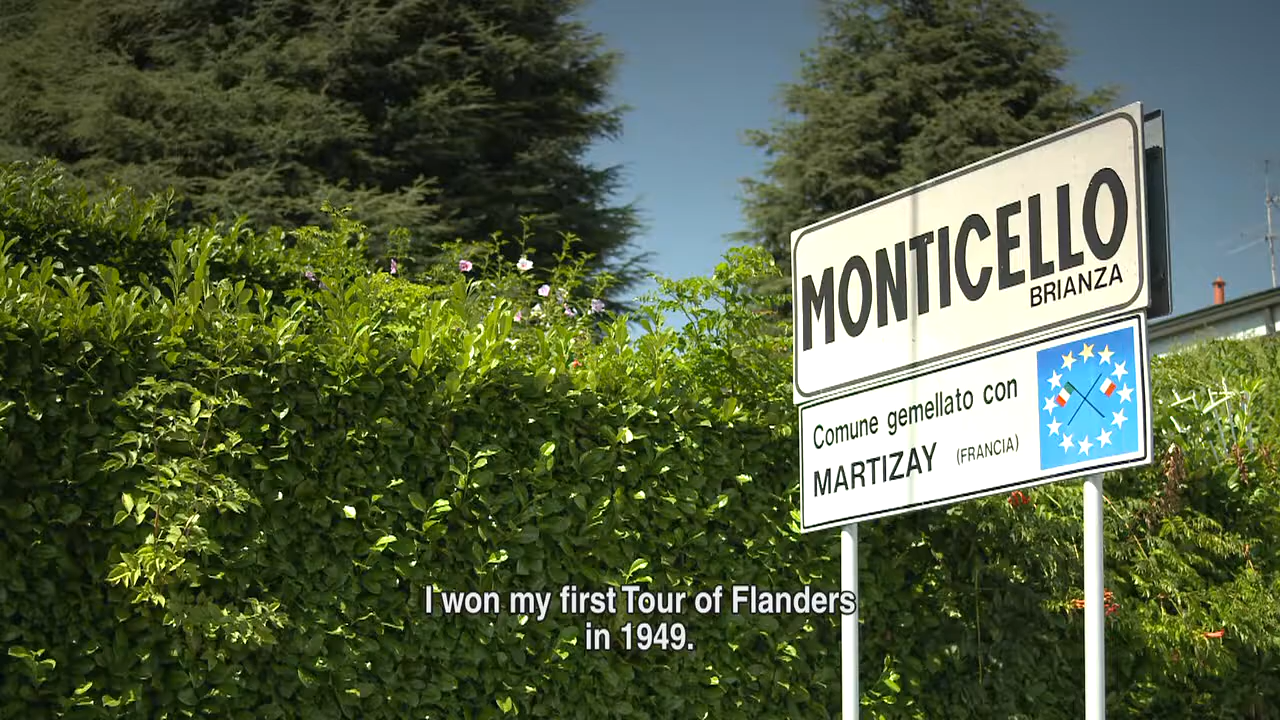 MONTICELLO
BRIANZA
Comune gemellato con
MARTIZAY (FRANCIA)
I won my first Tour of Flanders
in 1949.